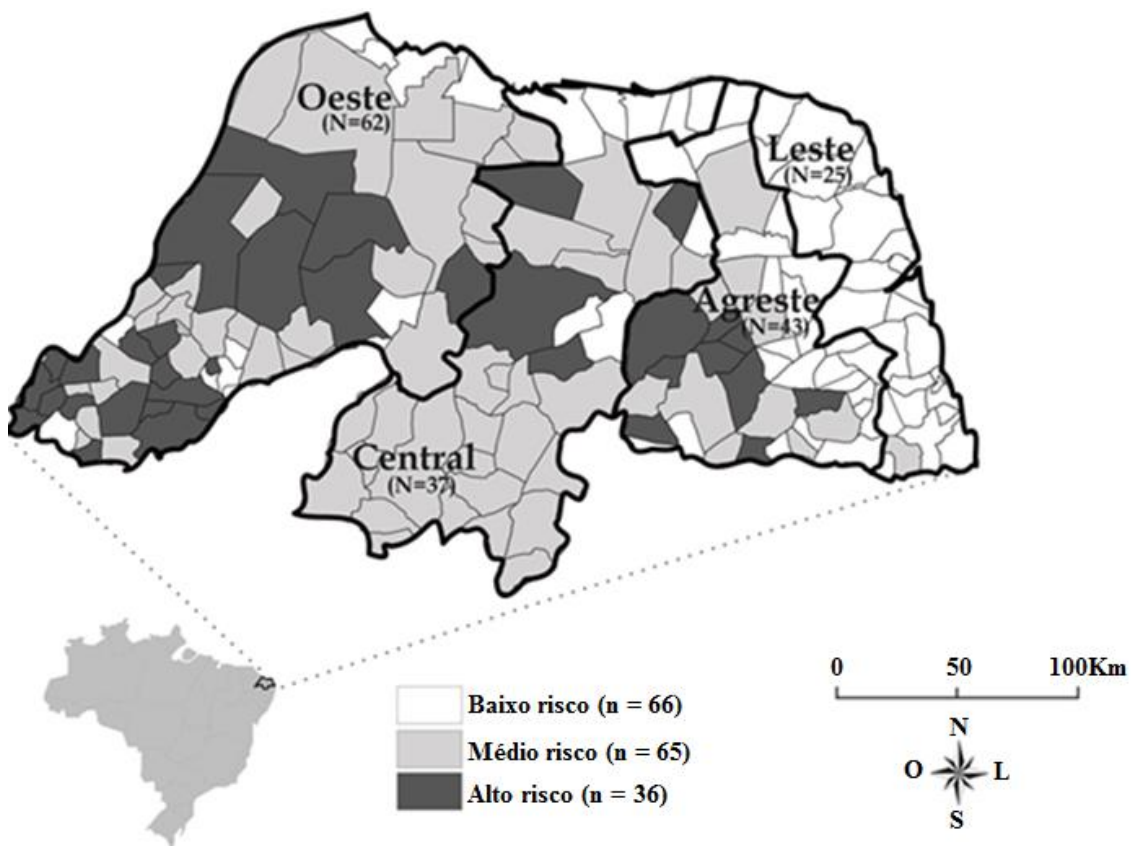 Oeste
(N=62)
Leste
(N=25)
Agreste
(N=43)
Central
(N=37)
Baixo risco (n = 66)
Médio risco (n = 65)
Alto risco (n = 36)
0 50 100Km
N
O L
S